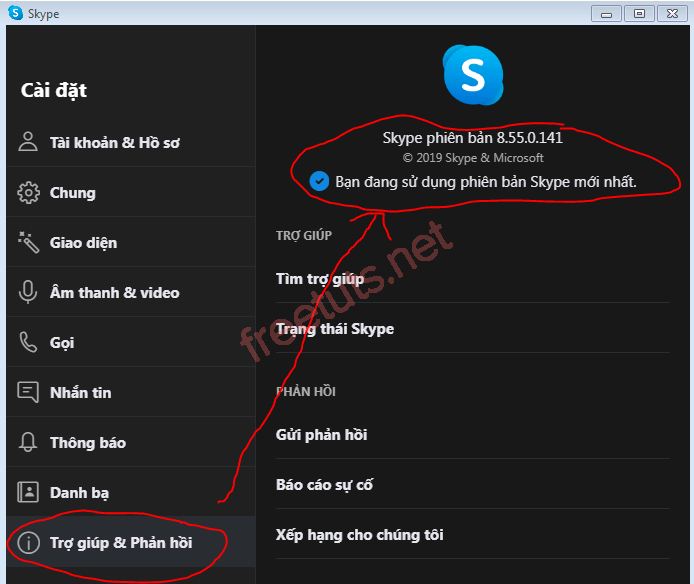 Skype
Cài đặt
Tài khoản & Hồ sơ
Chung
Giao diện
Âm thanh & video
Gọi
Nhắn tin
Thông báo
Danh bạ
Trợ giúp & Phản hồi
S
Skype phiên bản 8.55.0.141
© 2019 Skype & Microsoft
Bạn đang sử dụng phiên bản Skype mới nhất.
TRỢ GIÚP
Tìm trợ giúp
Trạng thái Skype
PHẢN HỒI
Gửi phản hồi
Báo cáo sự cố
Xếp hạng cho chúng tôi
freetuts.net